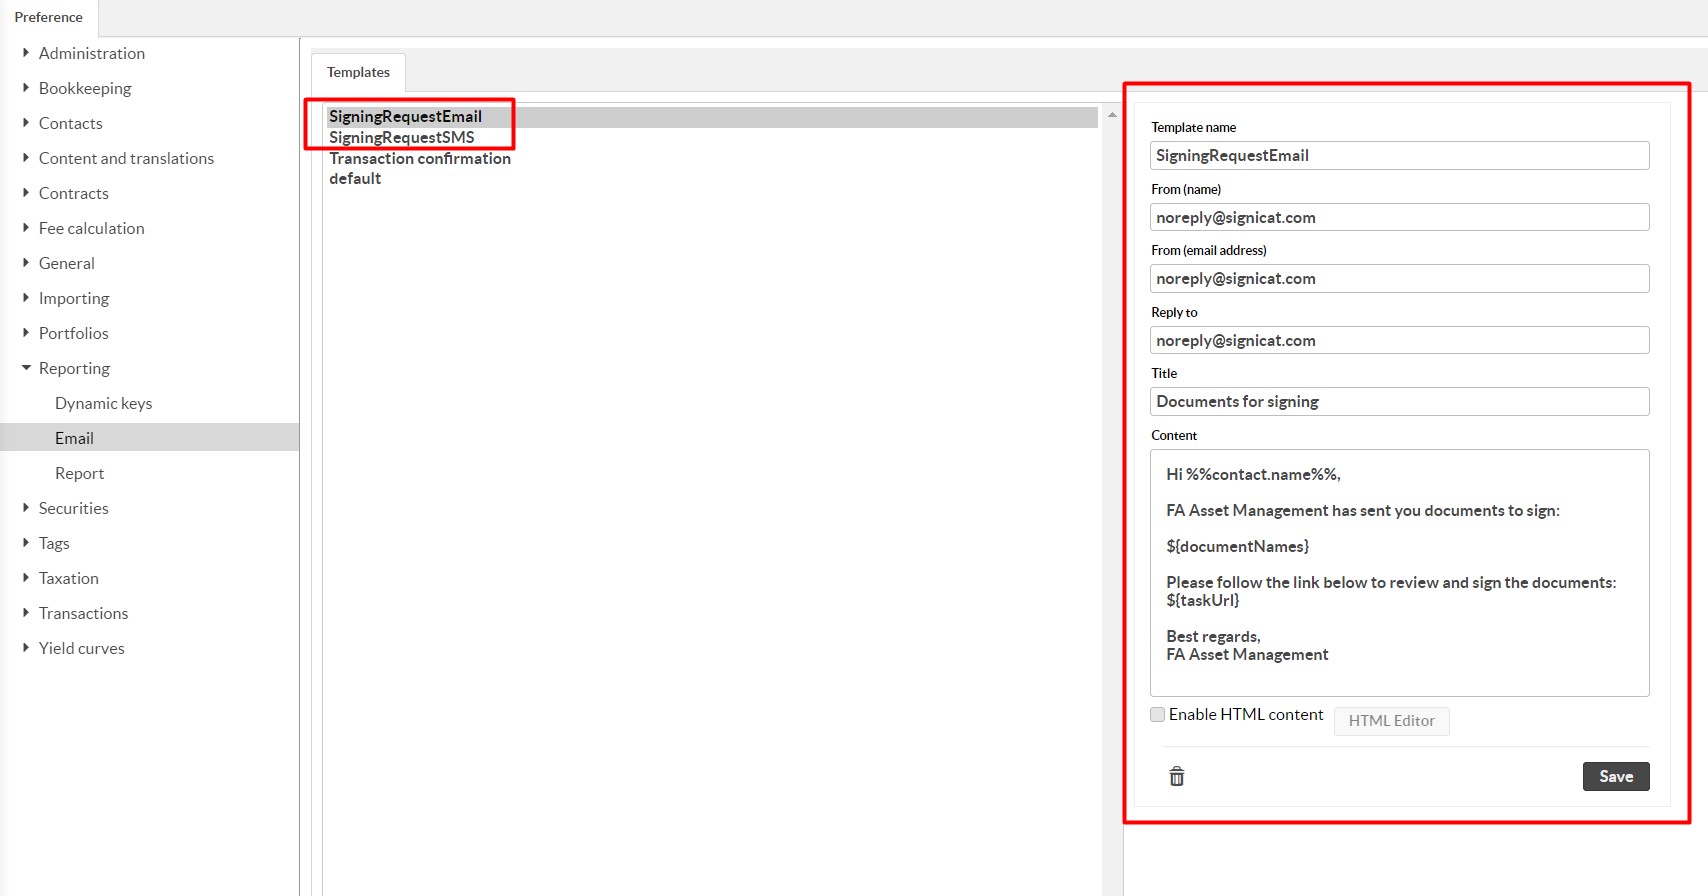 Preference
Administration
Bookkeeping
Contacts
Content and translations
Contracts
Fee calculation
General
Importing
Portfolios
Reporting
Dynamic keys
Email
Report
Securities
Tags
Taxation
Transactions
Yield curves
Templates
SigningRequestEmail
SigningRequestSMS
Transaction confirmation
default
Template name
SigningRequestEmail
From (name)
noreply@signicat.com
From (email address)
noreply@signicat.com
Reply to
noreply@signicat.com
Title
Documents for signing
Content
Hi %%contact.name%%,
FA Asset Management has sent you documents to sign:
${documentNames}
Please follow the link below to review and sign the documents:
${taskUrl}
Best regards,
FA Asset Management
Enable HTML content
HTML Editor
Save